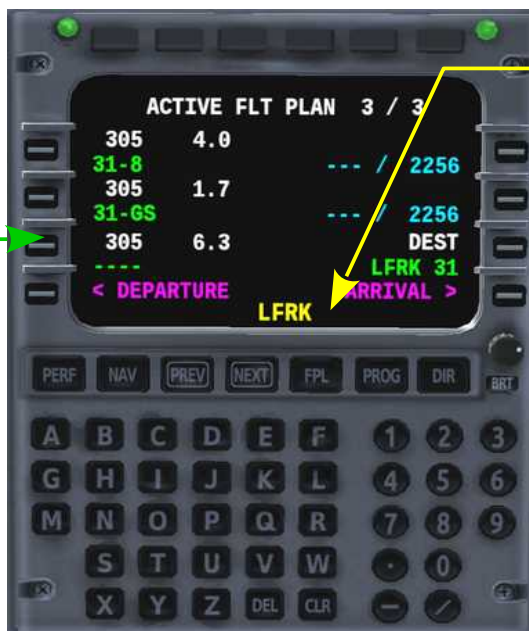 ACTIVE FLT PLAN 3 / 3
305 4.0
31-8 --- / 2256
305 1.7
31-GS --- / 2256
305 6.3 DEST
---- LFRK 31
< DEPARTURE ARRIVAL >
LFRK
PERF NAV PREV NEXT FPL PROG DIR BRT
A B C D E F 1 2 3
G H I J K L 4 5 6
M N O P Q R 7 8 9
S T U V W · 0
X Y Z DEL CLR − /